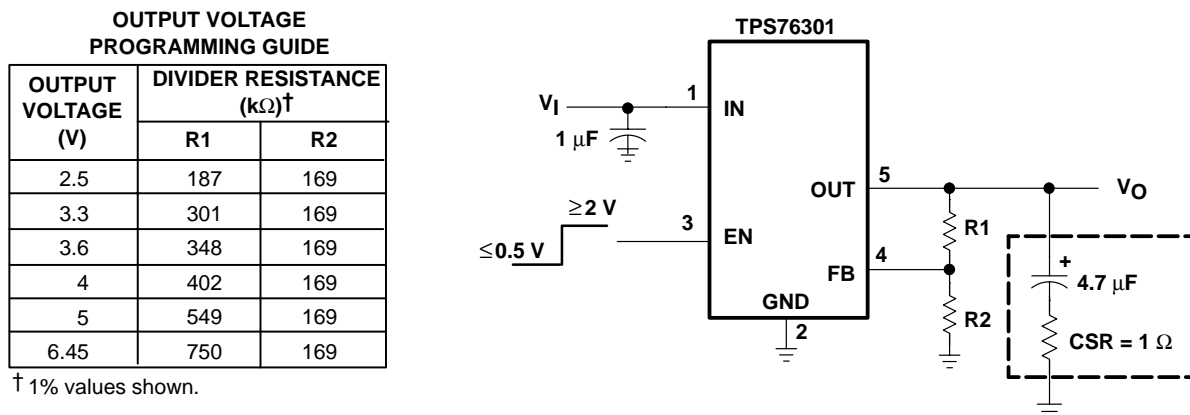 OUTPUT VOLTAGE
PROGRAMMING GUIDE
OUTPUT
VOLTAGE
(V)
DIVIDER RESISTANCE
(kΩ)†
R1 R2
2.5 187 169
3.3 301 169
3.6 348 169
4 402 169
5 549 169
6.45 750 169
† 1% values shown.
TPS76301
VI
1 μF
1
IN
≥2 V
≤0.5 V
3
EN
OUT
5
VO
R1
FB
4
R2
GND
2
+
4.7 μF
CSR = 1 Ω